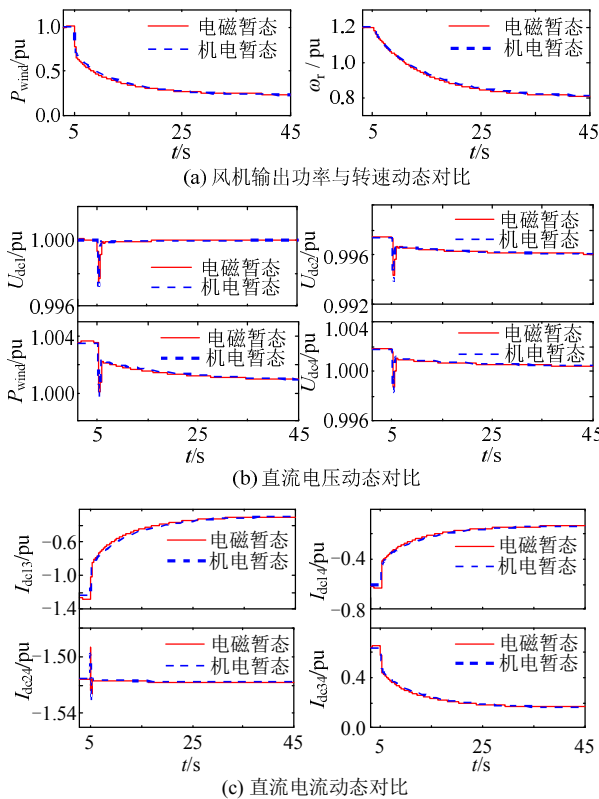 P_wind/pu
1.0
0.5
0.0
电磁暂态
机电暂态
5 25 45
t/s
ω_r / pu
1.2
1.0
0.8
电磁暂态
机电暂态
5 25 45
t/s
(a) 风机输出功率与转速动态对比
U_dc1/pu
1.000
0.996
电磁暂态
机电暂态
U_dc2/pu
0.996
0.992
电磁暂态
机电暂态
P_wind/pu
1.004
1.000
电磁暂态
机电暂态
5 25 45
t/s
U_dc4/pu
1.004
1.000
0.996
电磁暂态
机电暂态
5 25 45
t/s
(b) 直流电压动态对比
I_dc13/pu
−0.6
−1.0
−1.4
电磁暂态
机电暂态
I_dc14/pu
−0.4
−0.8
电磁暂态
机电暂态
I_dc24/pu
−1.50
−1.54
电磁暂态
机电暂态
5 25 45
t/s
I_dc34/pu
0.4
0.0
电磁暂态
机电暂态
5 25 45
t/s
(c) 直流电流动态对比